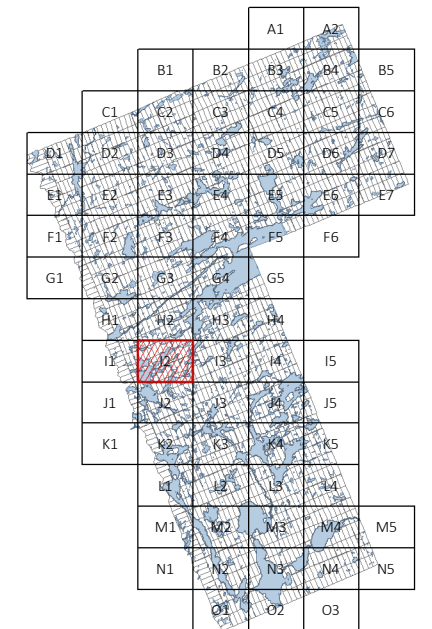 A1 A2
B1 B2 B3 B4 B5
C1 C2 C3 C4 C5 C6
D1 D2 D3 D4 D5 D6 D7
E1 E2 E3 E4 E5 E6 E7
F1 F2 F3 F4 F5 F6
G1 G2 G3 G4 G5
H1 H2 H3 H4
I1 I2 I3 I4 I5
J1 J2 J3 J4 J5
K1 K2 K3 K4 K5
L1 L2 L3 L4
M1 M2 M3 M4 M5
N1 N2 N3 N4 N5
O1 O2 O3